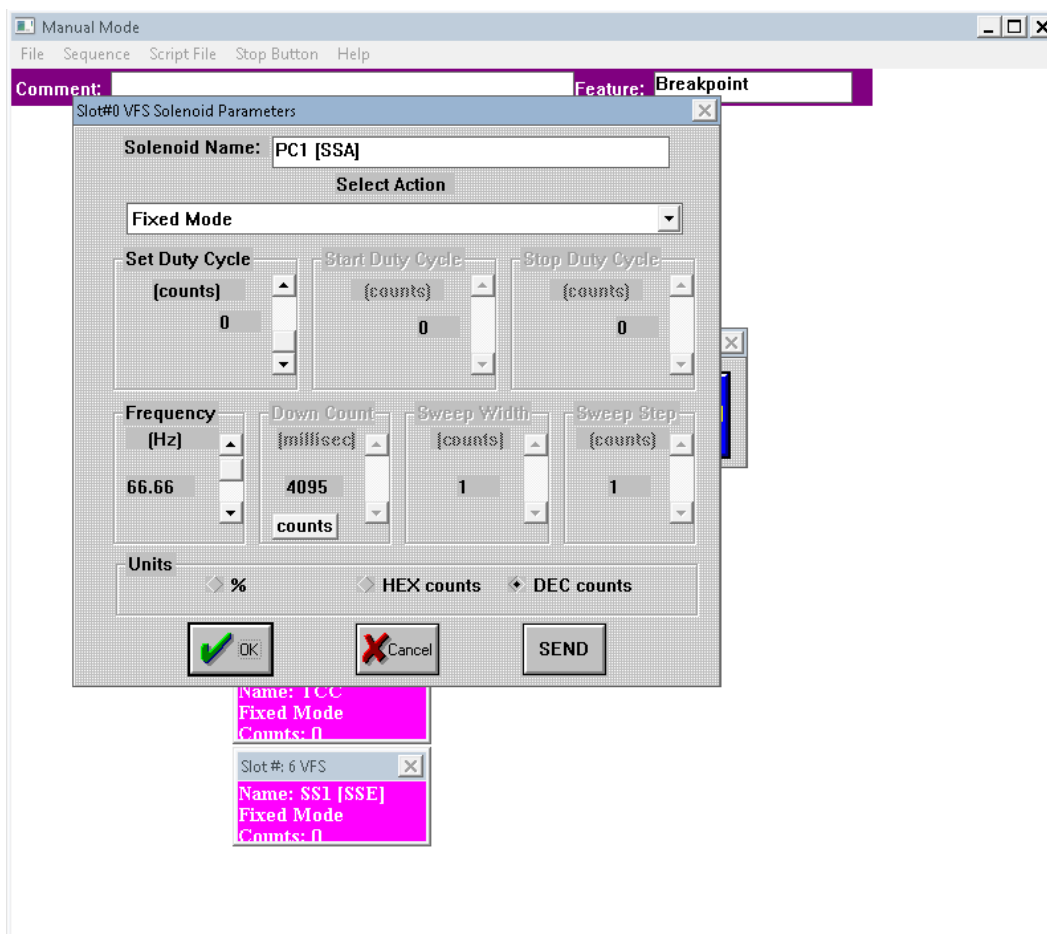 Manual Mode
File Sequence Script File Stop Button Help
Comment: Feature: Breakpoint
Slot#0 VFS Solenoid Parameters
Solenoid Name: PC1 [SSA]
Select Action
Fixed Mode
Set Duty Cycle Start Duty Cycle Stop Duty Cycle
(counts) (counts) (counts)
0 0 0
Frequency Down Count Sweep Width Sweep Step
(Hz) (millisec) (counts) (counts)
66.66 4095 1 1
counts
Units
% HEX counts DEC counts
OK Cancel SEND
Name: TCC
Fixed Mode
Counts: 0
Slot #: 6 VFS
Name: SS1 [SSE]
Fixed Mode
Counts: 0